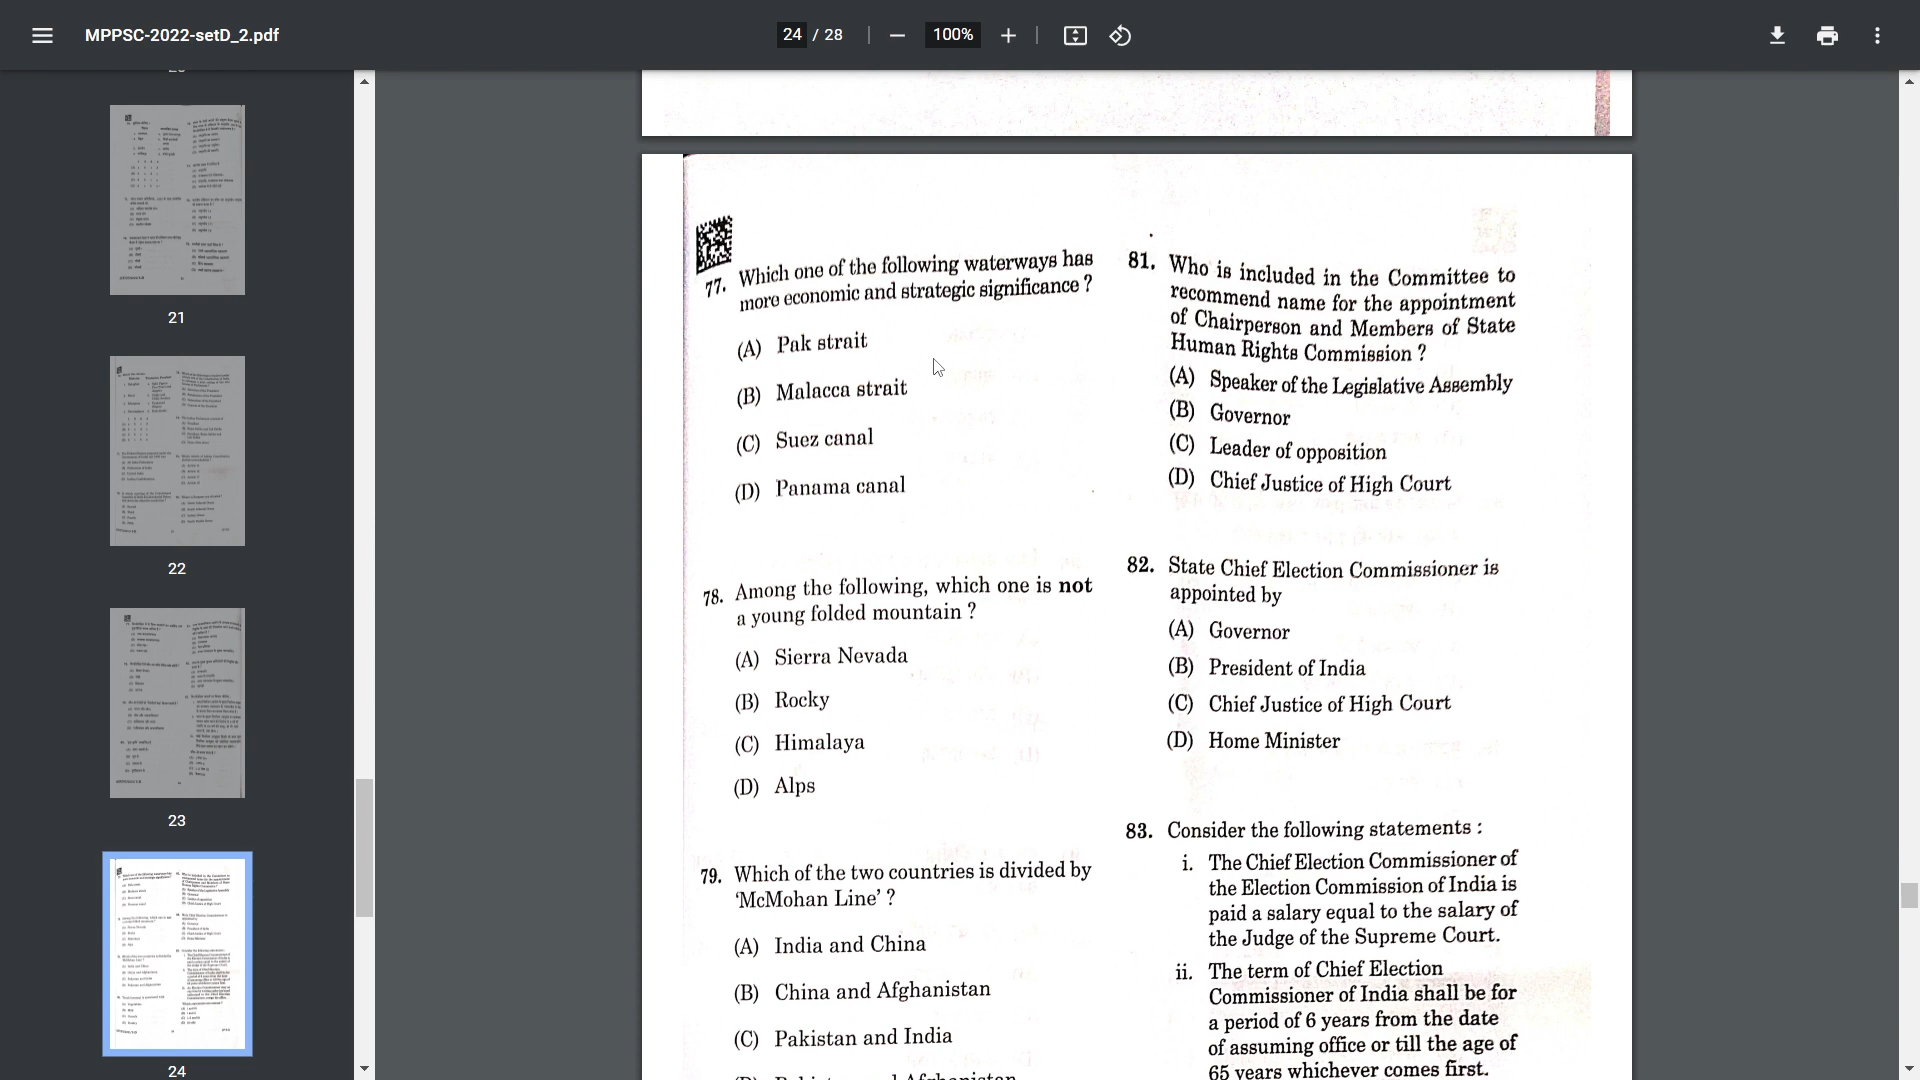 MPPSC-2022-setD_2.pdf
24 / 28
100%
21
22
23
24
77. Which one of the following waterways has
more economic and strategic significance ?
(A) Pak strait
(B) Malacca strait
(C) Suez canal
(D) Panama canal
78. Among the following, which one is not
a young folded mountain ?
(A) Sierra Nevada
(B) Rocky
(C) Himalaya
(D) Alps
79. Which of the two countries is divided by
‘McMohan Line’ ?
(A) India and China
(B) China and Afghanistan
(C) Pakistan and India
81. Who is included in the Committee to
recommend name for the appointment
of Chairperson and Members of State
Human Rights Commission ?
(A) Speaker of the Legislative Assembly
(B) Governor
(C) Leader of opposition
(D) Chief Justice of High Court
82. State Chief Election Commissioner is
appointed by
(A) Governor
(B) President of India
(C) Chief Justice of High Court
(D) Home Minister
83. Consider the following statements :
i. The Chief Election Commissioner of
the Election Commission of India is
paid a salary equal to the salary of
the Judge of the Supreme Court.
ii. The term of Chief Election
Commissioner of India shall be for
a period of 6 years from the date
of assuming office or till the age of
65 years whichever comes first.